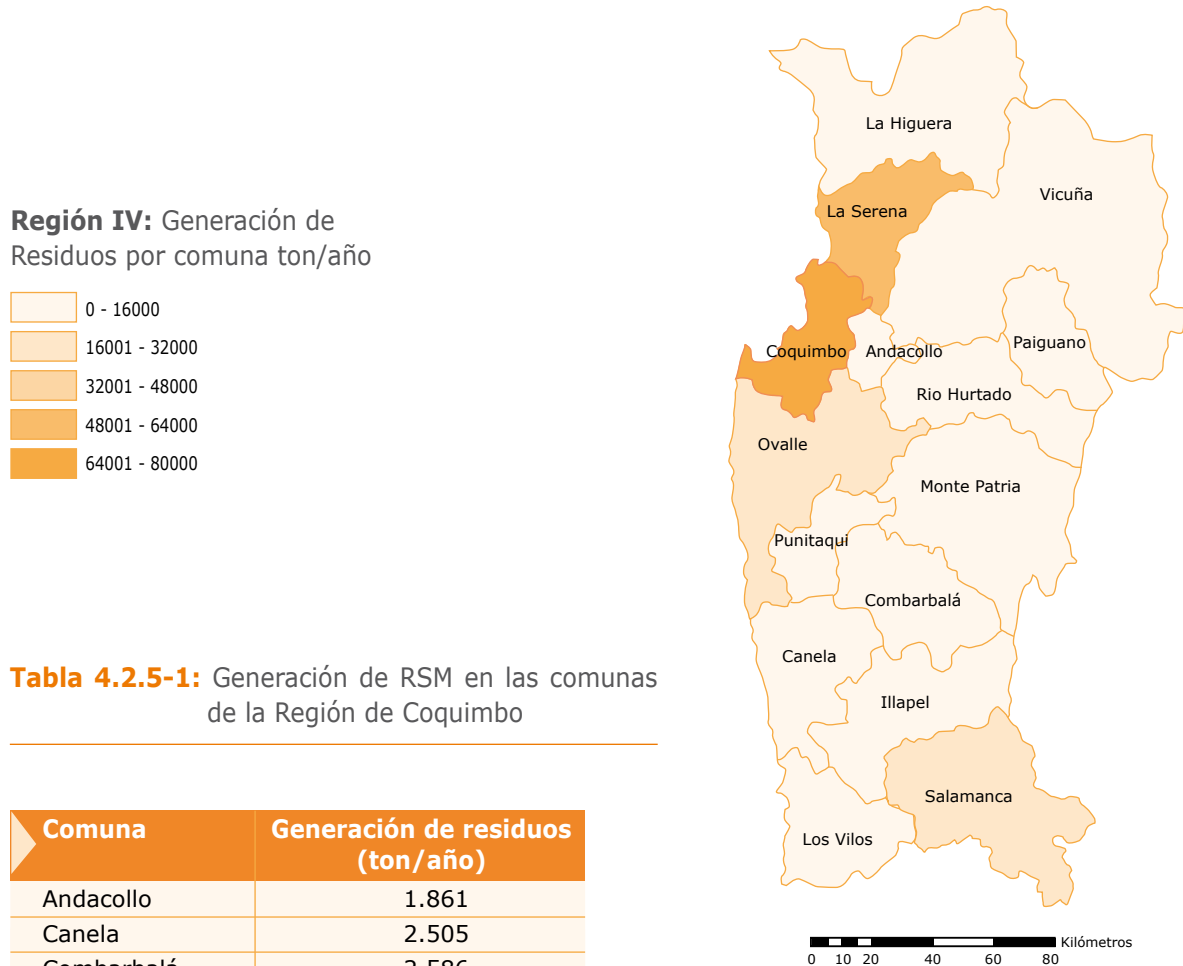 Región IV: Generación de
Residuos por comuna ton/año
0 - 16000
16001 - 32000
32001 - 48000
48001 - 64000
64001 - 80000
La Higuera
Vicuña
La Serena
Paiguano
Coquimbo
Andacollo
Rio Hurtado
Ovalle
Monte Patria
Punitaqui
Combarbalá
Canela
Illapel
Salamanca
Los Vilos
Kilómetros
0 10 20 40 60 80
Tabla 4.2.5-1: Generación de RSM en las comunas
de la Región de Coquimbo
Comuna Generación de residuos
(ton/año)
Andacollo 1.861
Canela 2.505
Combarbalá 2.586